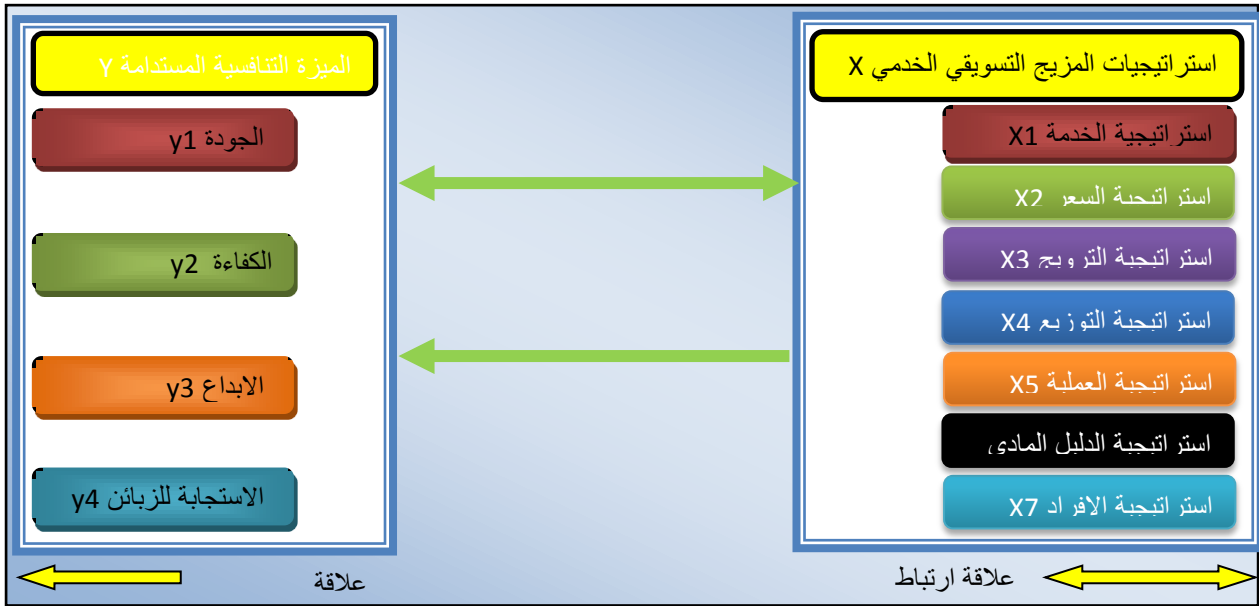 استراتيجيات المزيج التسويقي الخدمي X
استراتيجية الخدمة X1
استراتيجية السعر X2
استراتيجية الترويج X3
استراتيجية التوزيع X4
استراتيجية العملية X5
استراتيجية الدليل المادي
استراتيجية الافراد X7
الميزة التنافسية المستدامة Y
الجودة y1
الكفاءة y2
الابداع y3
الاستجابة للزبائن y4
علاقة ارتباط
علاقة